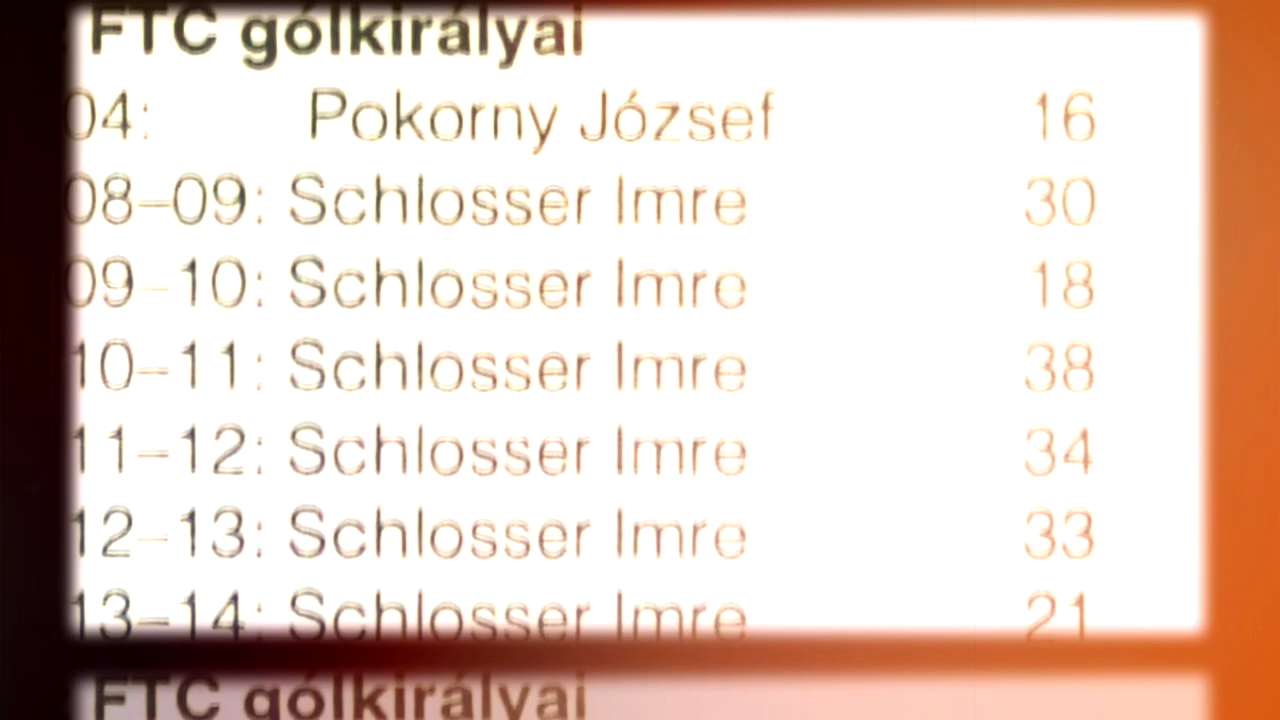 FTC gólkirályai
04: Pokorny József 16
08–09: Schlosser Imre 30
09–10: Schlosser Imre 18
10–11: Schlosser Imre 38
11–12: Schlosser Imre 34
12–13: Schlosser Imre 33
13–14: Schlosser Imre 21
FTC gólkirályai